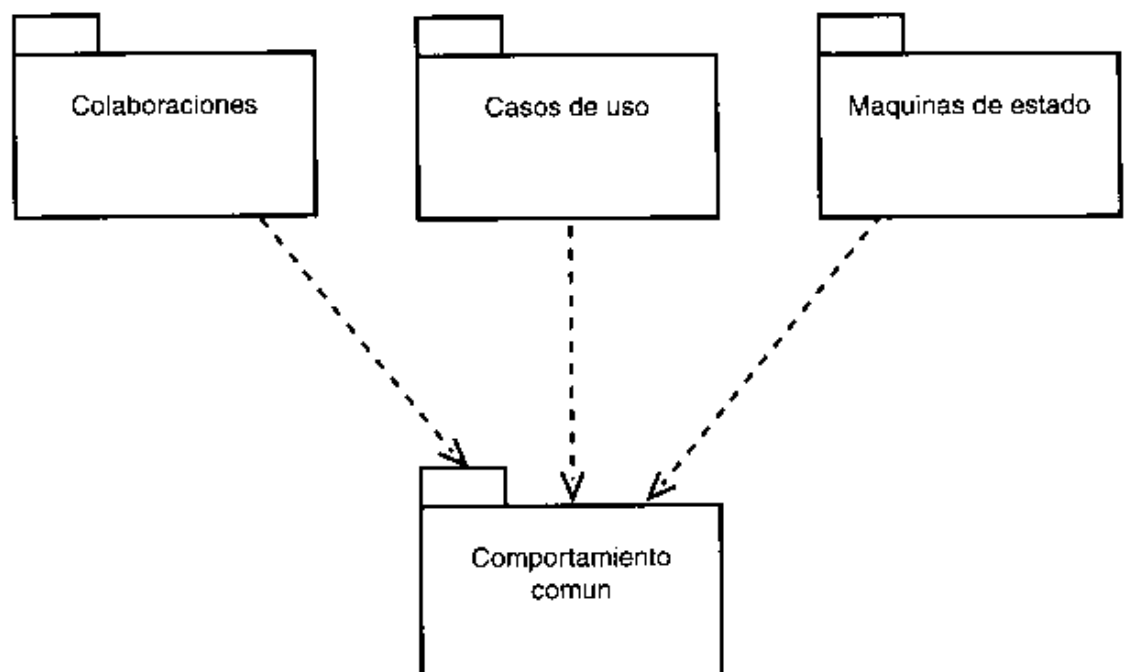 Colaboraciones
Casos de uso
Maquinas de estado
Comportamiento
comun